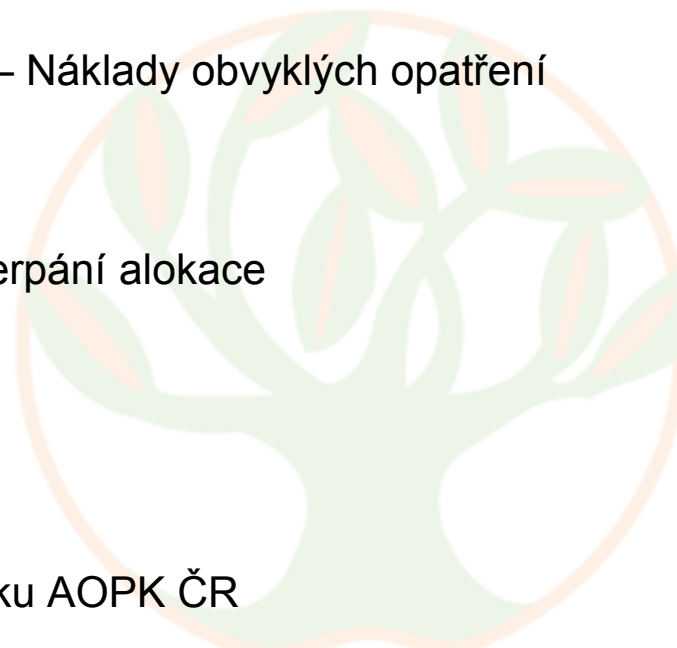 – Náklady obvyklých opatření
erpání alokace
ku AOPK ČR